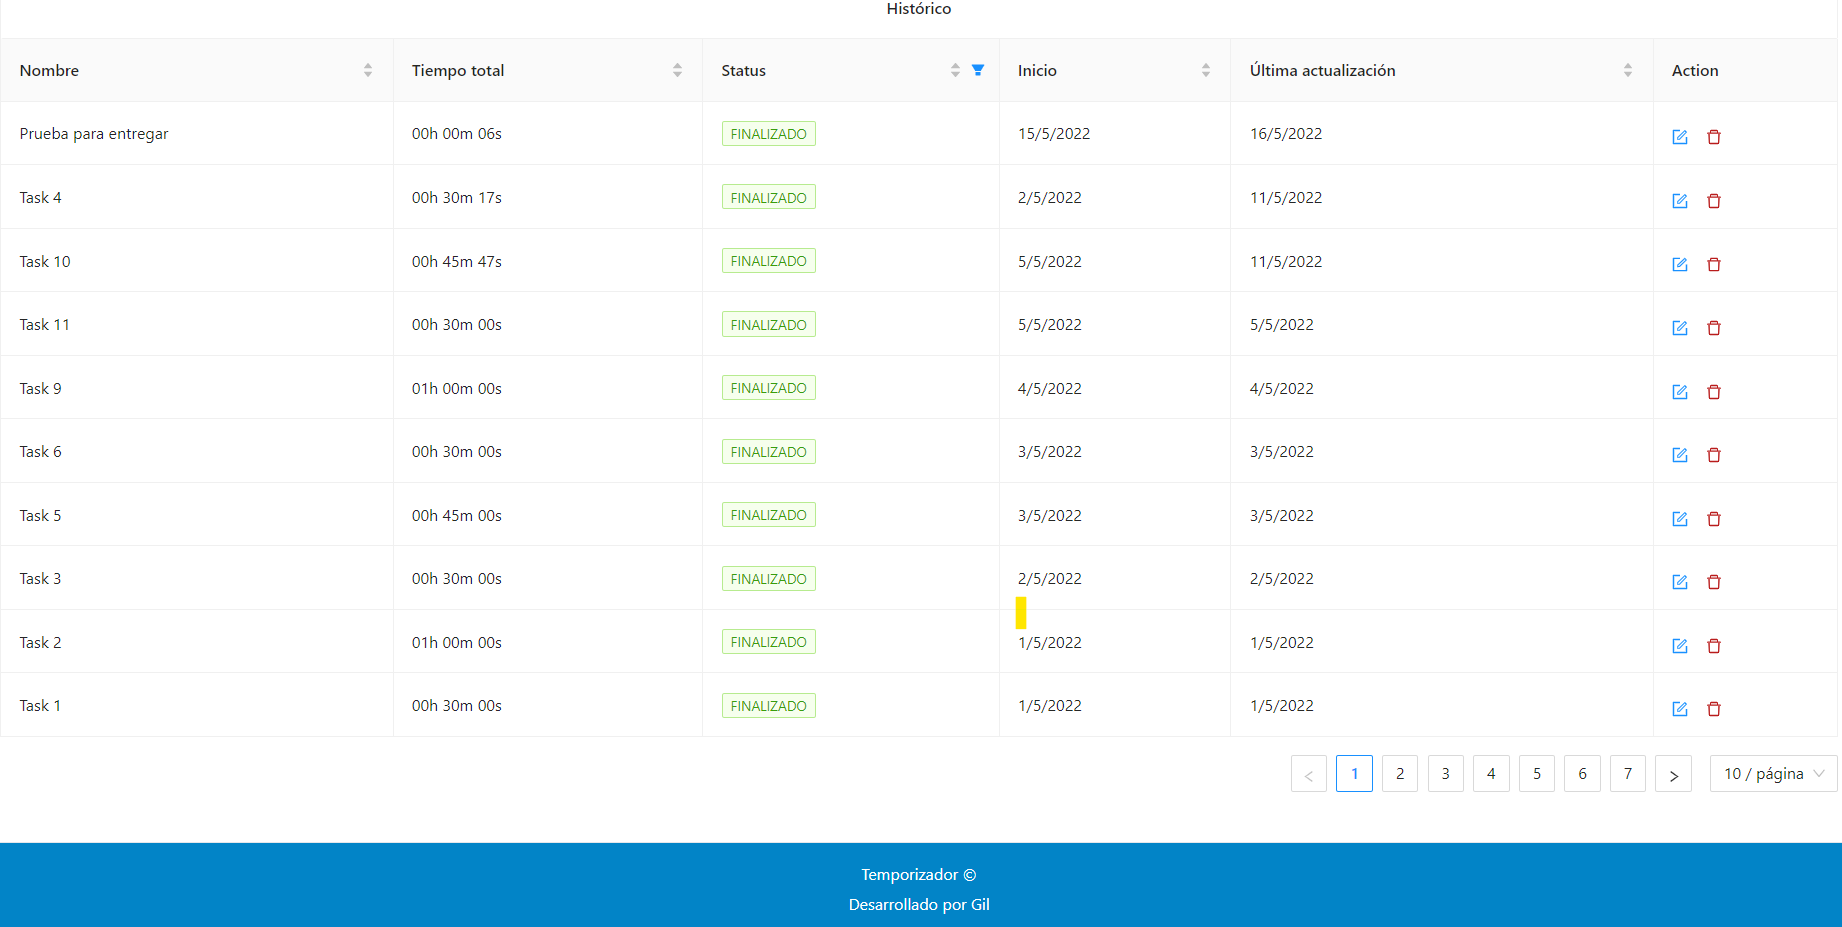 Histórico
Nombre Tiempo total Status Inicio Última actualización Action
Prueba para entregar 00h 00m 06s FINALIZADO 15/5/2022 16/5/2022
Task 4 00h 30m 17s FINALIZADO 2/5/2022 11/5/2022
Task 10 00h 45m 47s FINALIZADO 5/5/2022 11/5/2022
Task 11 00h 30m 00s FINALIZADO 5/5/2022 5/5/2022
Task 9 01h 00m 00s FINALIZADO 4/5/2022 4/5/2022
Task 6 00h 30m 00s FINALIZADO 3/5/2022 3/5/2022
Task 5 00h 45m 00s FINALIZADO 3/5/2022 3/5/2022
Task 3 00h 30m 00s FINALIZADO 2/5/2022 2/5/2022
Task 2 01h 00m 00s FINALIZADO 1/5/2022 1/5/2022
Task 1 00h 30m 00s FINALIZADO 1/5/2022 1/5/2022
< 1 2 3 4 5 6 7 > 10 / página
Temporizador ©
Desarrollado por Gil